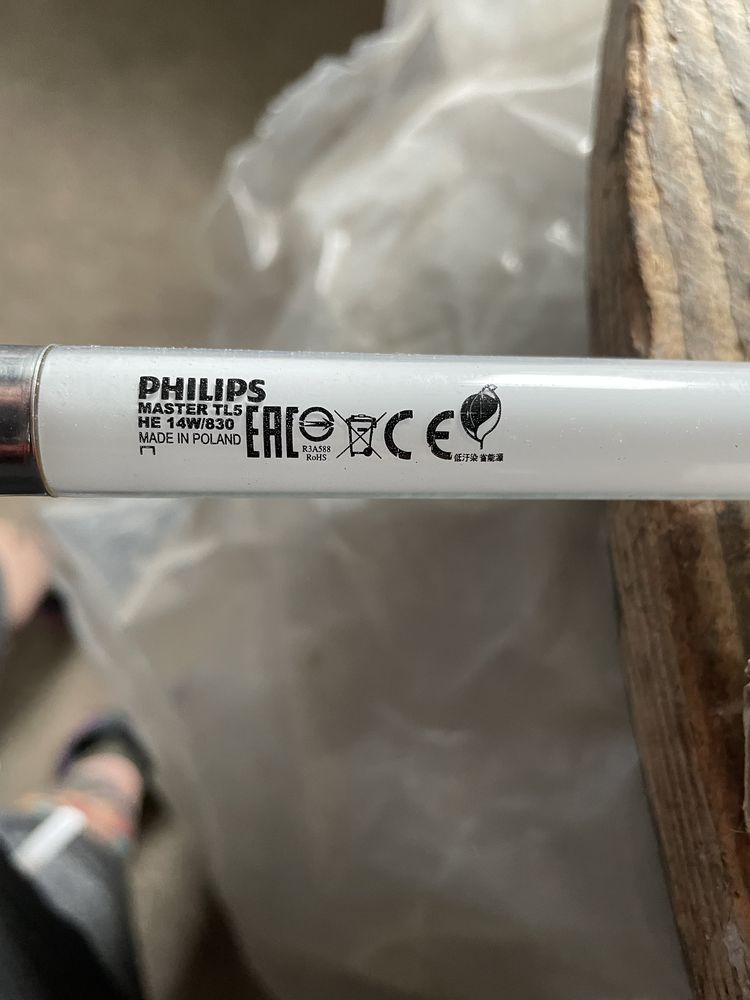 PHILIPS
MASTER TL5
HE 14W/830
MADE IN POLAND
EAC
R3A588
RoHS
CE
低汙染 省能源